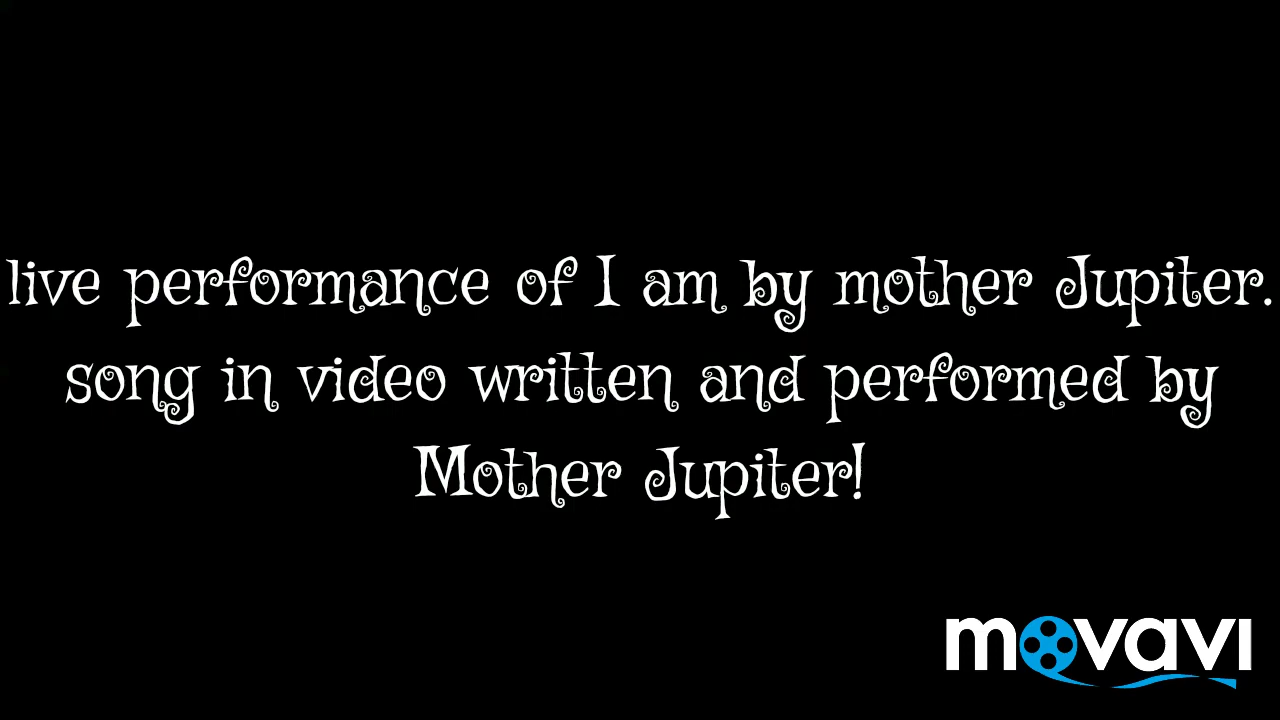 live performance of I am by mother Jupiter.
song in video written and performed by
Mother Jupiter!
movavi